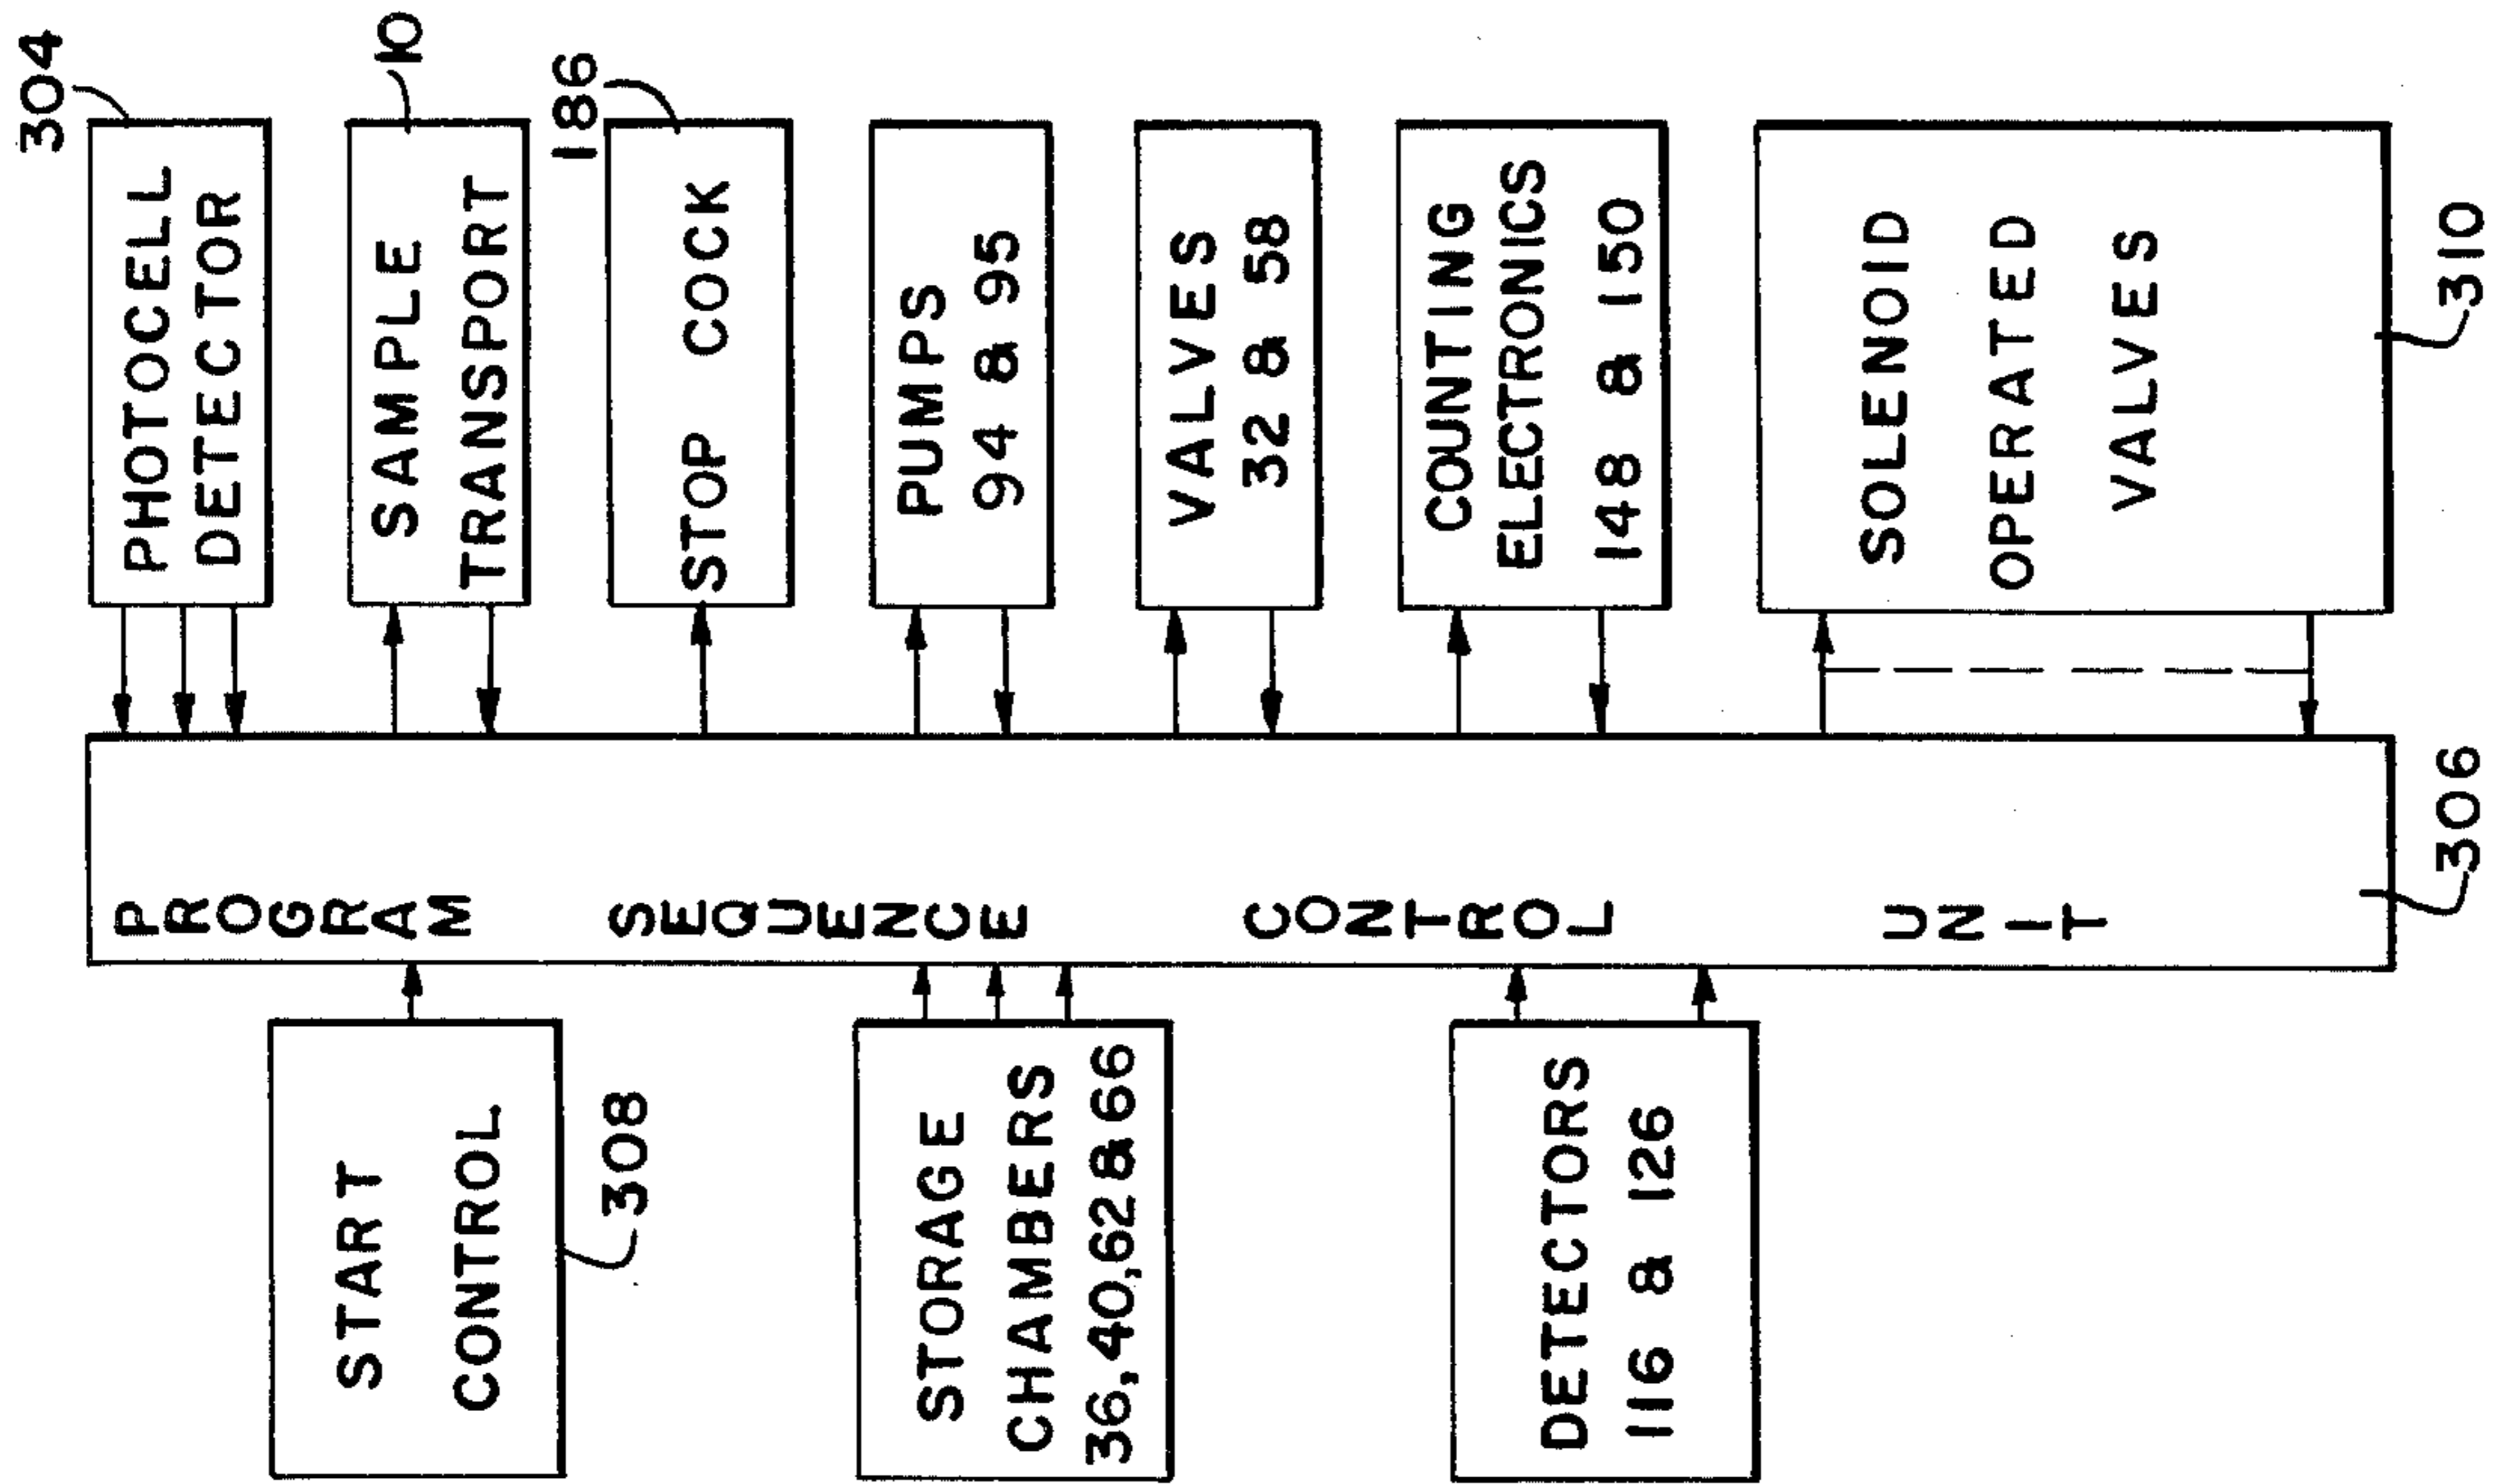 304
PHOTOCELL
DETECTOR
10
SAMPLE
TRANSPORT
186
STOP COCK
PUMPS
94 & 95
VALVES
32 & 58
COUNTING
ELECTRONICS
148 & 150
SOLENOID
OPERATED
VALVES
310
PROGRAM SEQUENCE CONTROL UNIT
306
START
CONTROL
308
STORAGE
CHAMBERS
36,40,62&66
DETECTORS
116 & 126